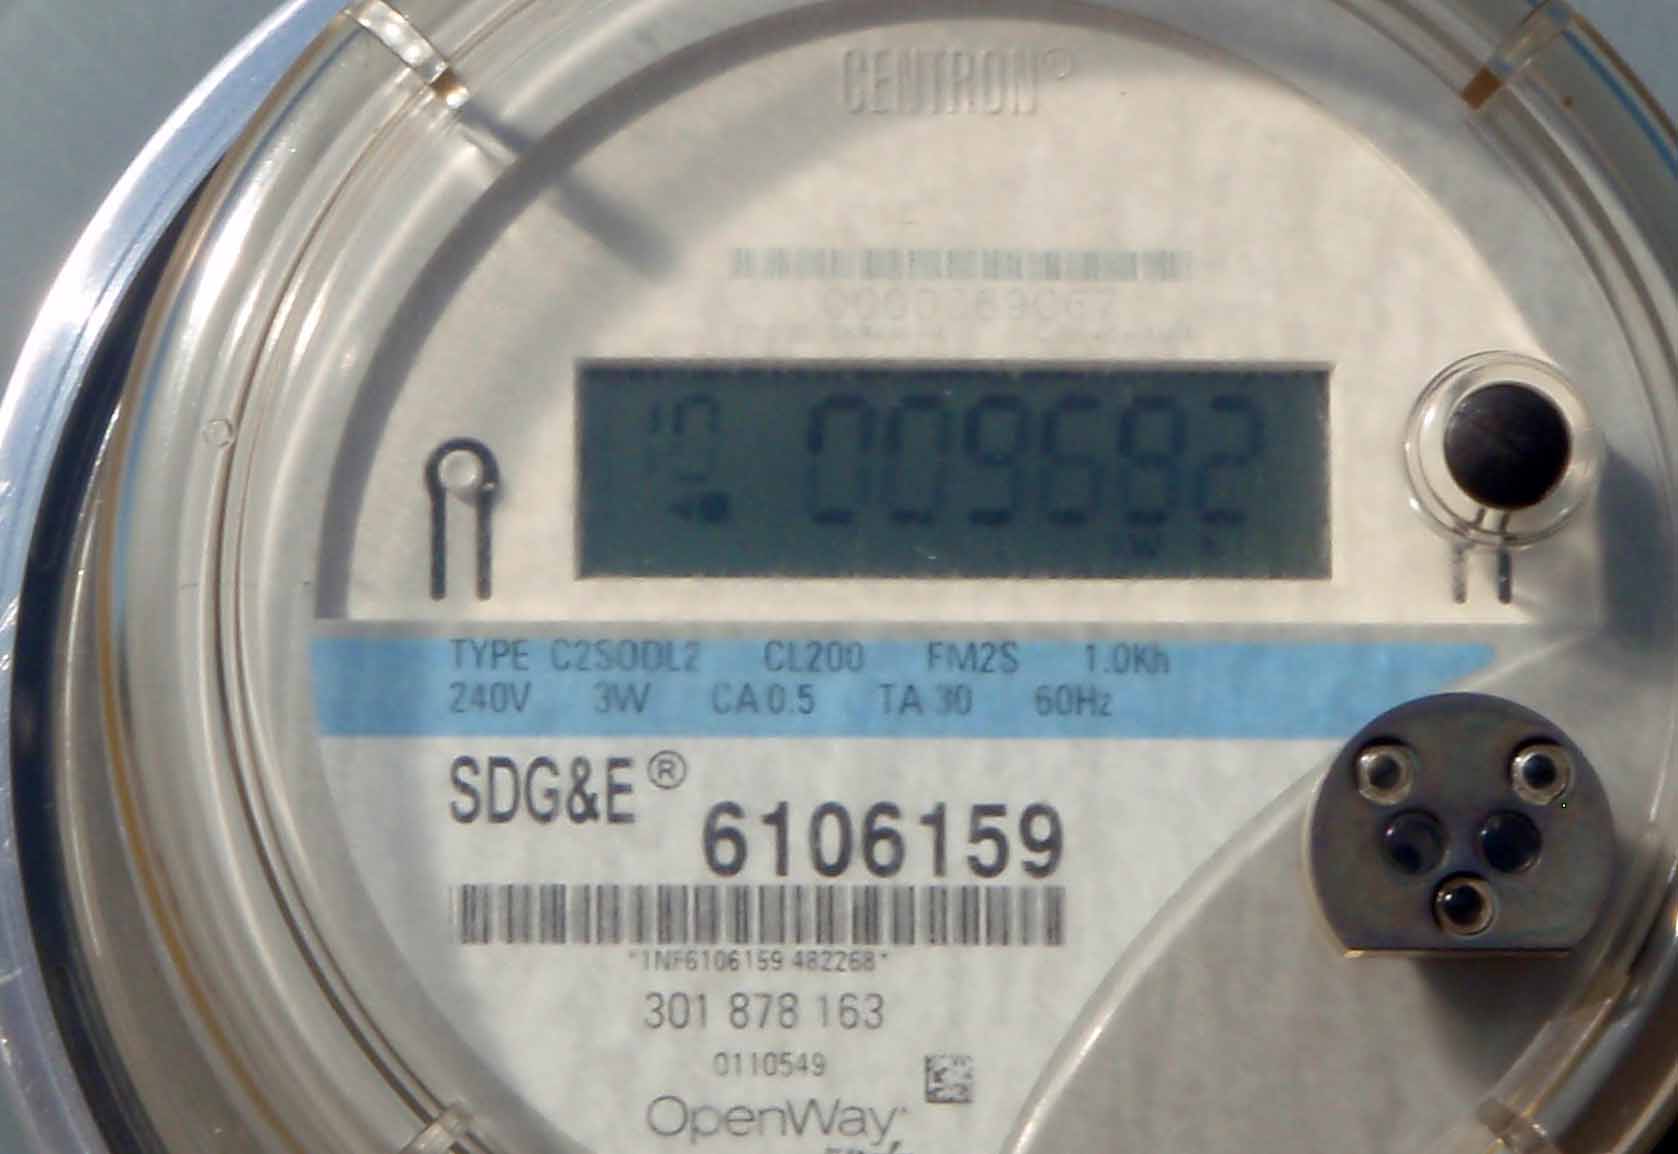 CENTRON®
009682
TYPE C2SODL2 CL200 FM2S 1.0Kh
240V 3W CA 0.5 TA 30 60Hz
SDG&E®
6106159
*1NF6106159 482268*
301 878 163
0110549
OpenWay